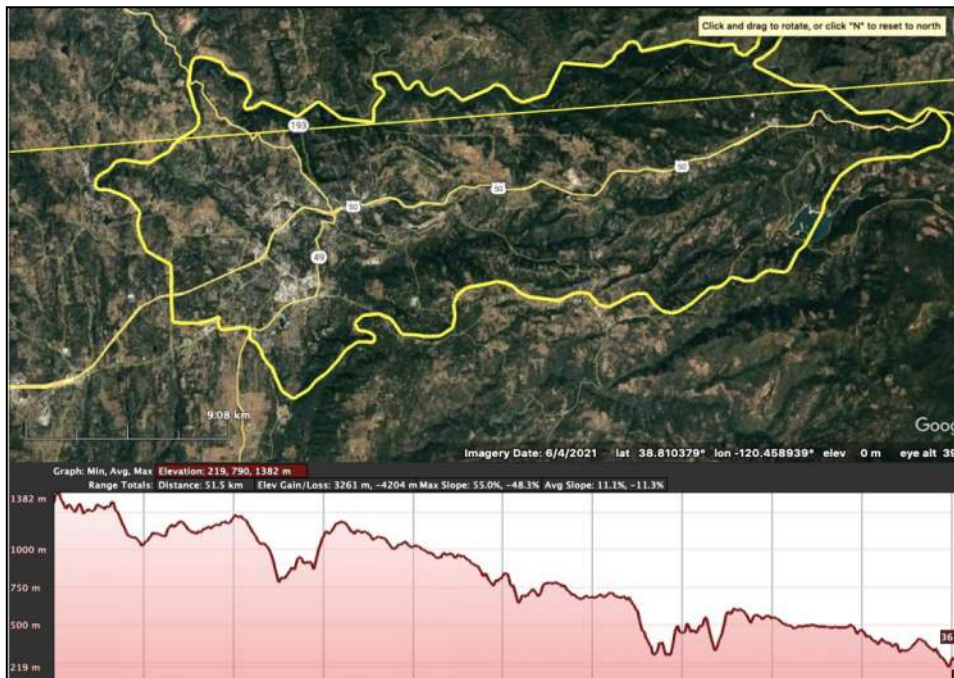 Click and drag to rotate, or click "N" to reset to north
193
50
50
50
49
9.08 km
Goog
Imagery Date: 6/4/2021 lat 38.810379° lon -120.458939° elev 0 m eye alt 39
Graph: Min, Avg, Max Elevation: 219, 790, 1382 m
Range Totals: Distance: 51.5 km Elev Gain/Loss: 3261 m, -4204 m Max Slope: 55.0%, -48.3% Avg Slope: 11.1%, -11.3%
1382 m
1000 m
750 m
500 m
36
219 m